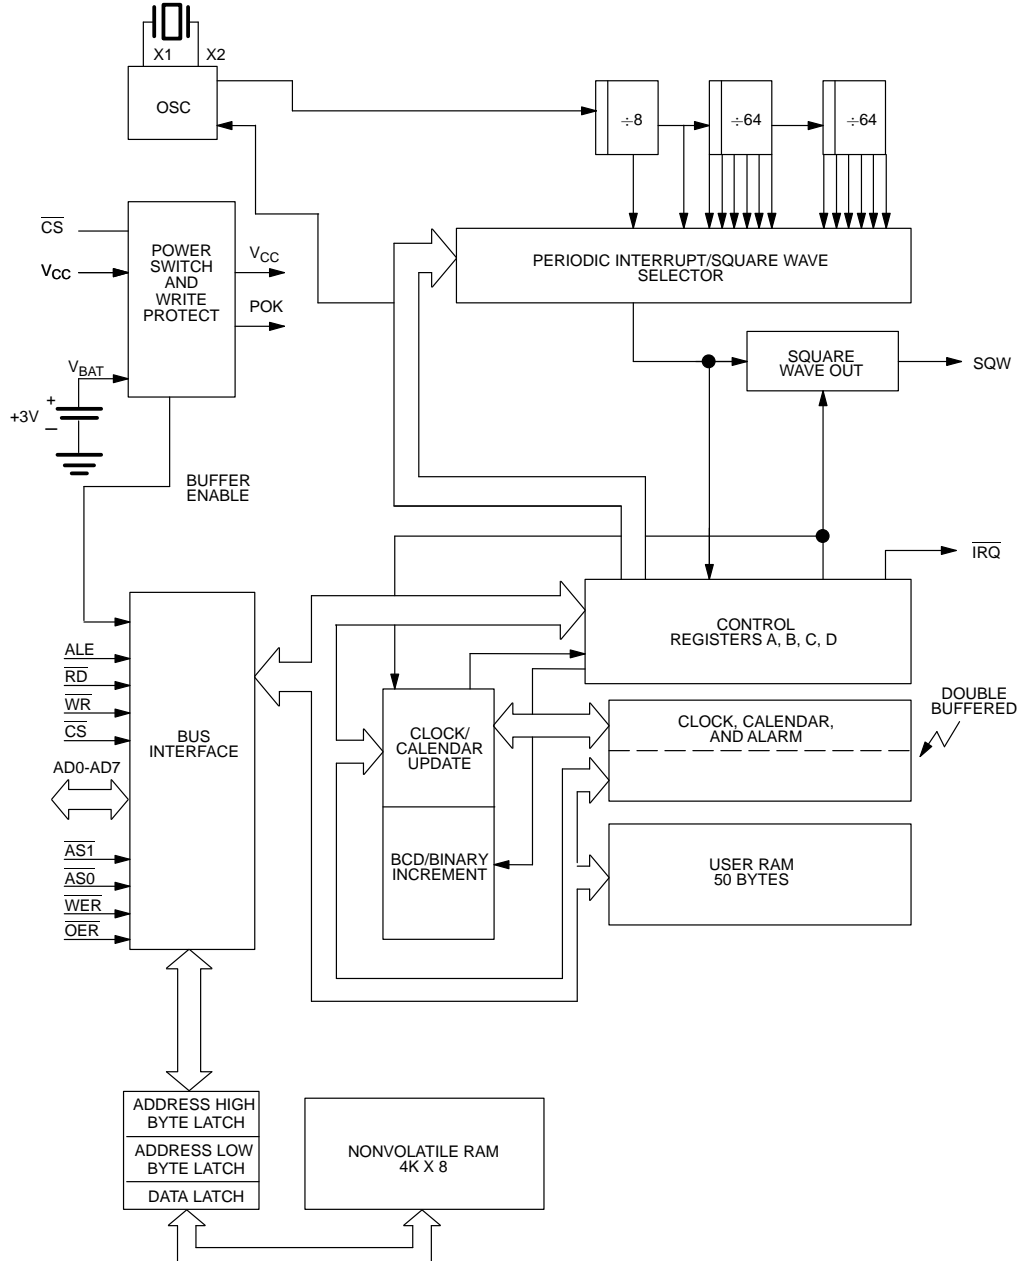 X1 X2
OSC
÷8
÷64
÷64
CS
VCC
POWER
SWITCH
AND
WRITE
PROTECT
VCC
POK
VBAT
+
+3V
–
PERIODIC INTERRUPT/SQUARE WAVE
SELECTOR
SQUARE
WAVE OUT
SQW
BUFFER
ENABLE
IRQ
CONTROL
REGISTERS A, B, C, D
ALE
RD
WR
CS
AD0-AD7
AS1
AS0
WER
OER
BUS
INTERFACE
CLOCK/
CALENDAR
UPDATE
BCD/BINARY
INCREMENT
CLOCK, CALENDAR,
AND ALARM
DOUBLE
BUFFERED
USER RAM
50 BYTES
ADDRESS HIGH
BYTE LATCH
ADDRESS LOW
BYTE LATCH
DATA LATCH
NONVOLATILE RAM
4K X 8